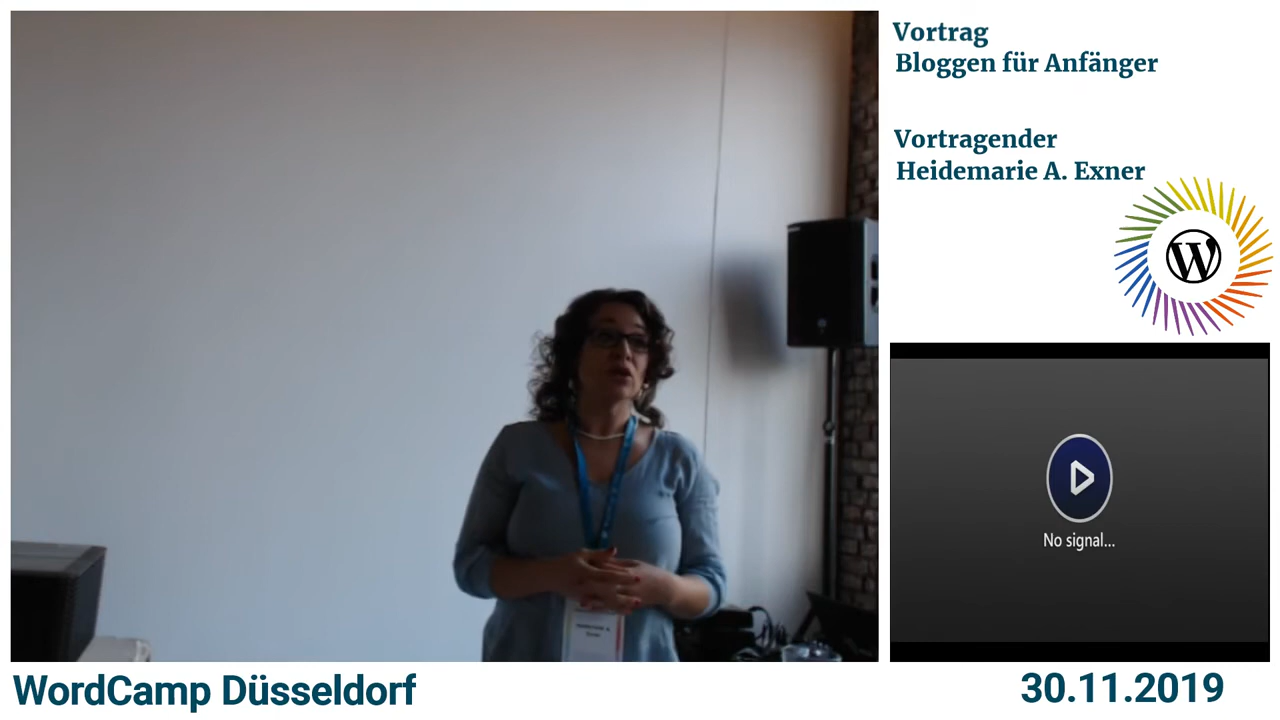 Vortrag
Bloggen für Anfänger
Vortragender
Heidemarie A. Exner
W
No signal...
WordCamp Düsseldorf
30.11.2019